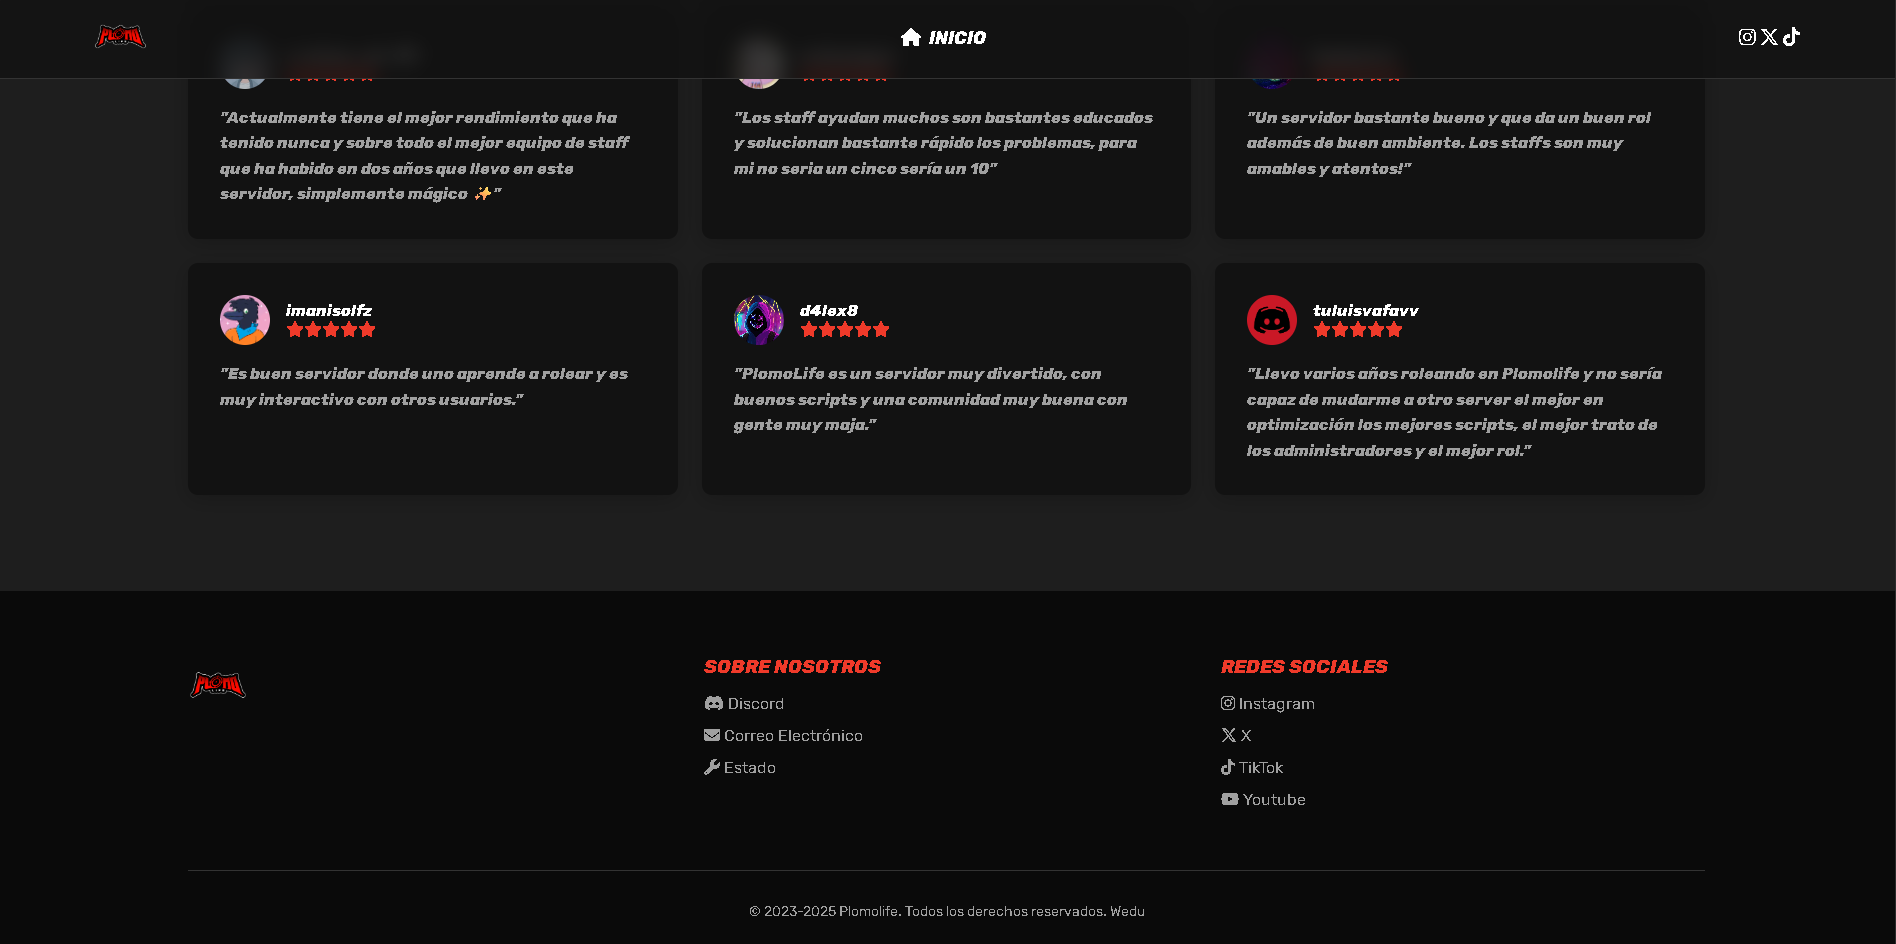 PLOMO
INICIO
"Actualmente tiene el mejor rendimiento que ha
tenido nunca y sobre todo el mejor equipo de staff
que ha habido en dos años que llevo en este
servidor, simplemente mágico ✨"
"Los staff ayudan muchos son bastantes educados
y solucionan bastante rápido los problemas, para
mi no seria un cinco sería un 10"
"Un servidor bastante bueno y que da un buen rol
además de buen ambiente. Los staffs son muy
amables y atentos!"
imanisolfz
"Es buen servidor donde uno aprende a rolear y es
muy interactivo con otros usuarios."
d4lex8
"PlomoLife es un servidor muy divertido, con
buenos scripts y una comunidad muy buena con
gente muy maja."
tuluisvafavv
"Llevo varios años roleando en Plomolife y no sería
capaz de mudarme a otro server el mejor en
optimización los mejores scripts, el mejor trato de
los administradores y el mejor rol."
PLOMO
SOBRE NOSOTROS
Discord
Correo Electrónico
Estado
REDES SOCIALES
Instagram
X
TikTok
Youtube
© 2023-2025 Plomolife. Todos los derechos reservados. Wedu